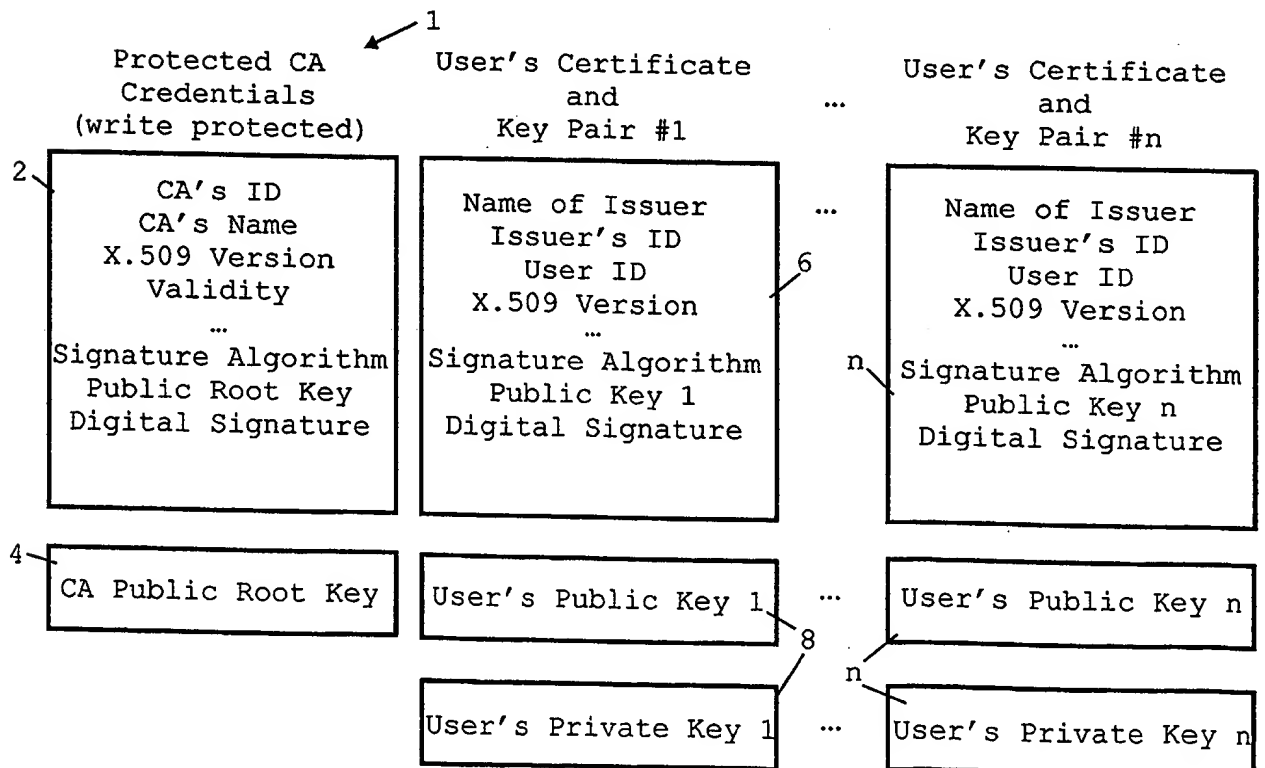 1
Protected CA
Credentials
(write protected)
User's Certificate
and
Key Pair #1
...
User's Certificate
and
Key Pair #n
2
CA's ID
CA's Name
X.509 Version
Validity
...
Signature Algorithm
Public Root Key
Digital Signature
Name of Issuer
Issuer's ID
User ID
X.509 Version
...
Signature Algorithm
Public Key 1
Digital Signature
6
...
Name of Issuer
Issuer's ID
User ID
X.509 Version
...
Signature Algorithm
Public Key n
Digital Signature
n
4
CA Public Root Key
User's Public Key 1
...
User's Public Key n
8
n
User's Private Key 1
...
User's Private Key n